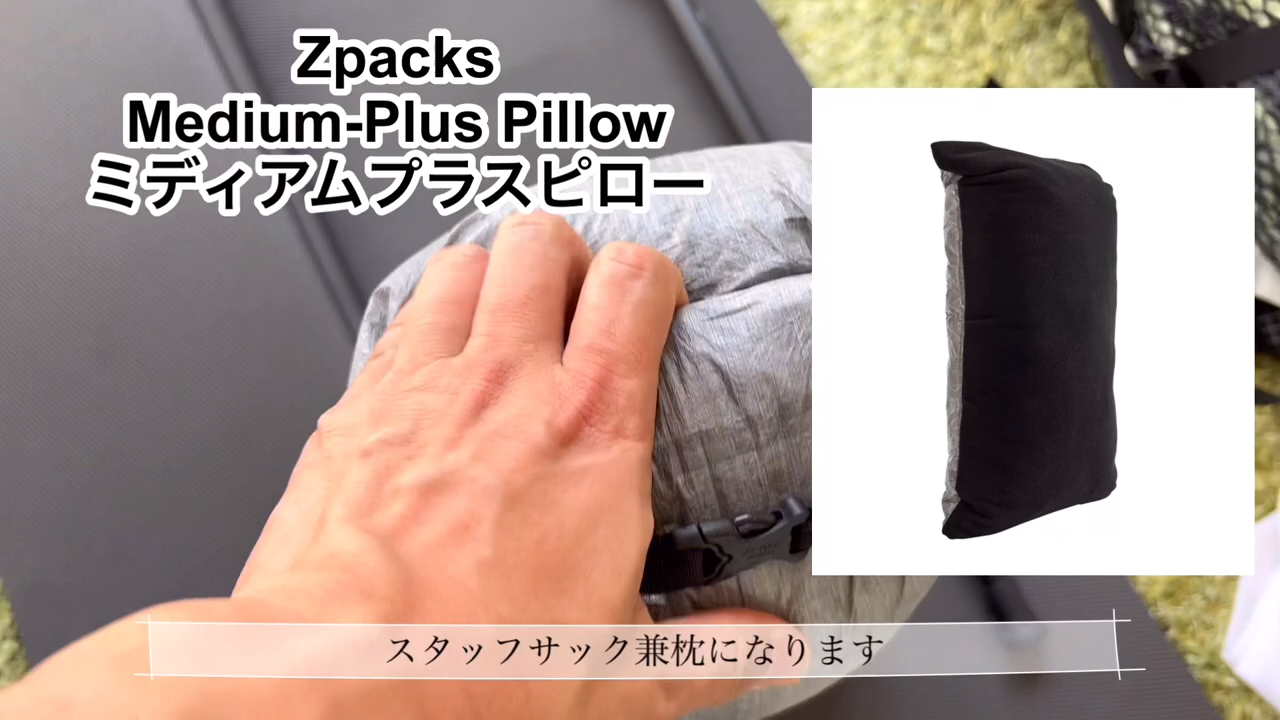 Zpacks
Medium-Plus Pillow
ミディアムプラスピロー
スタッフサック兼枕になります